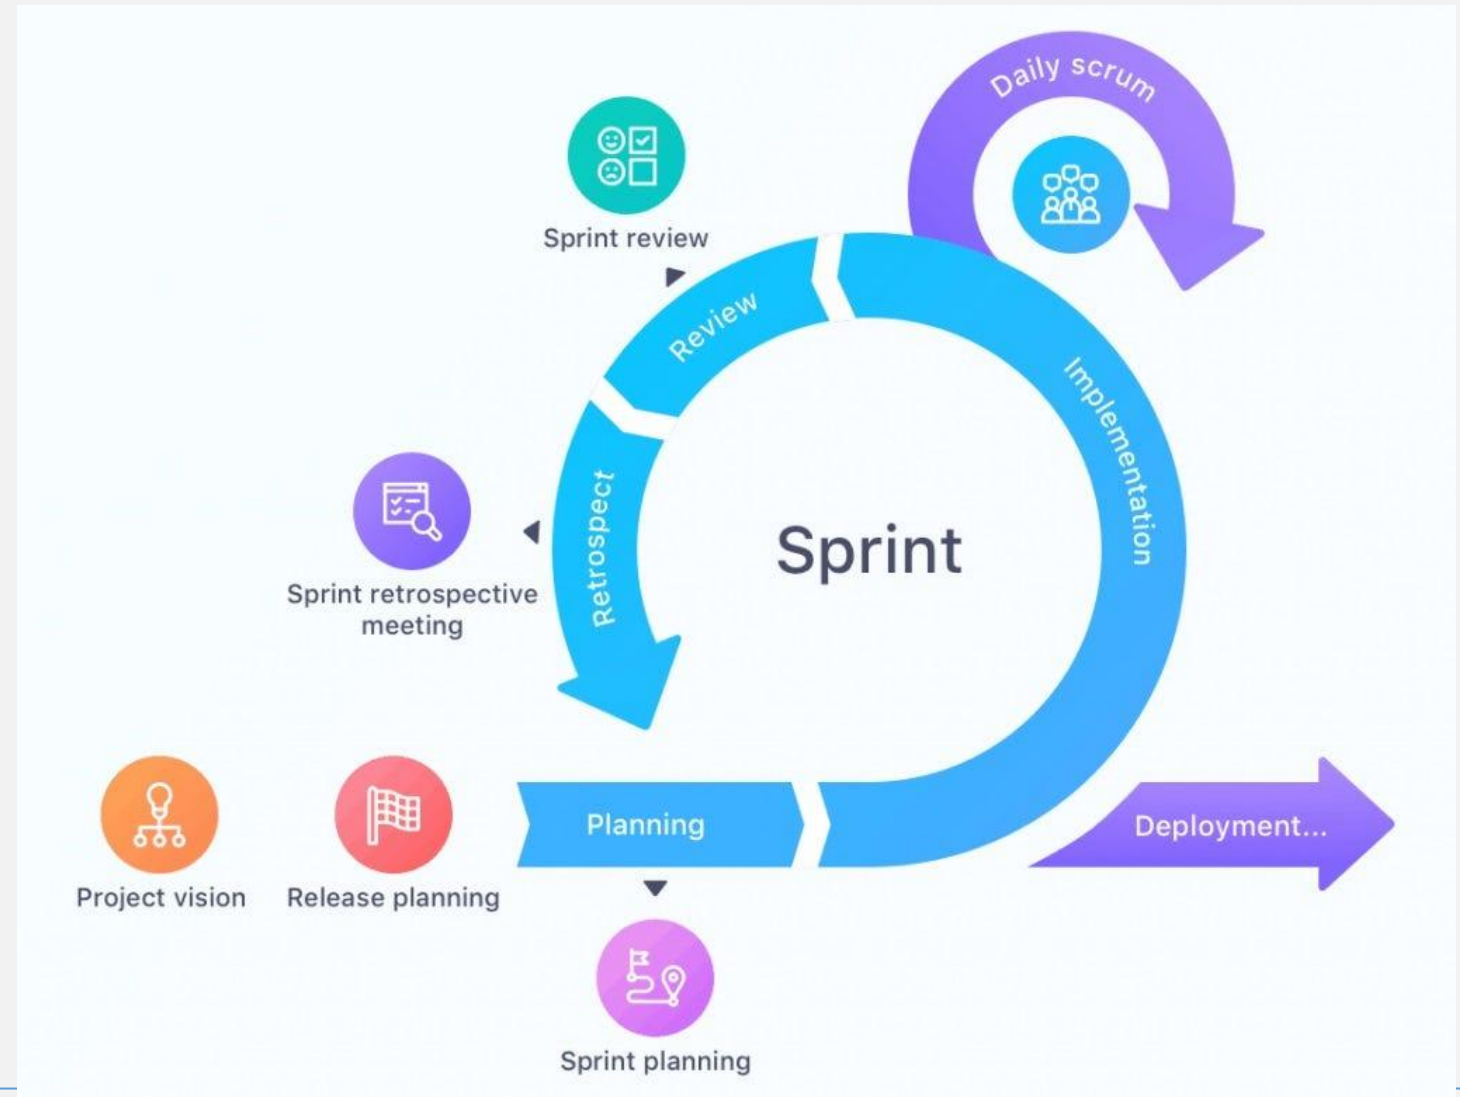 Daily scrum
Sprint review
Review
Implementation
Retrospect
Sprint
Sprint retrospective
meeting
Planning
Deployment...
Project vision
Release planning
Sprint planning